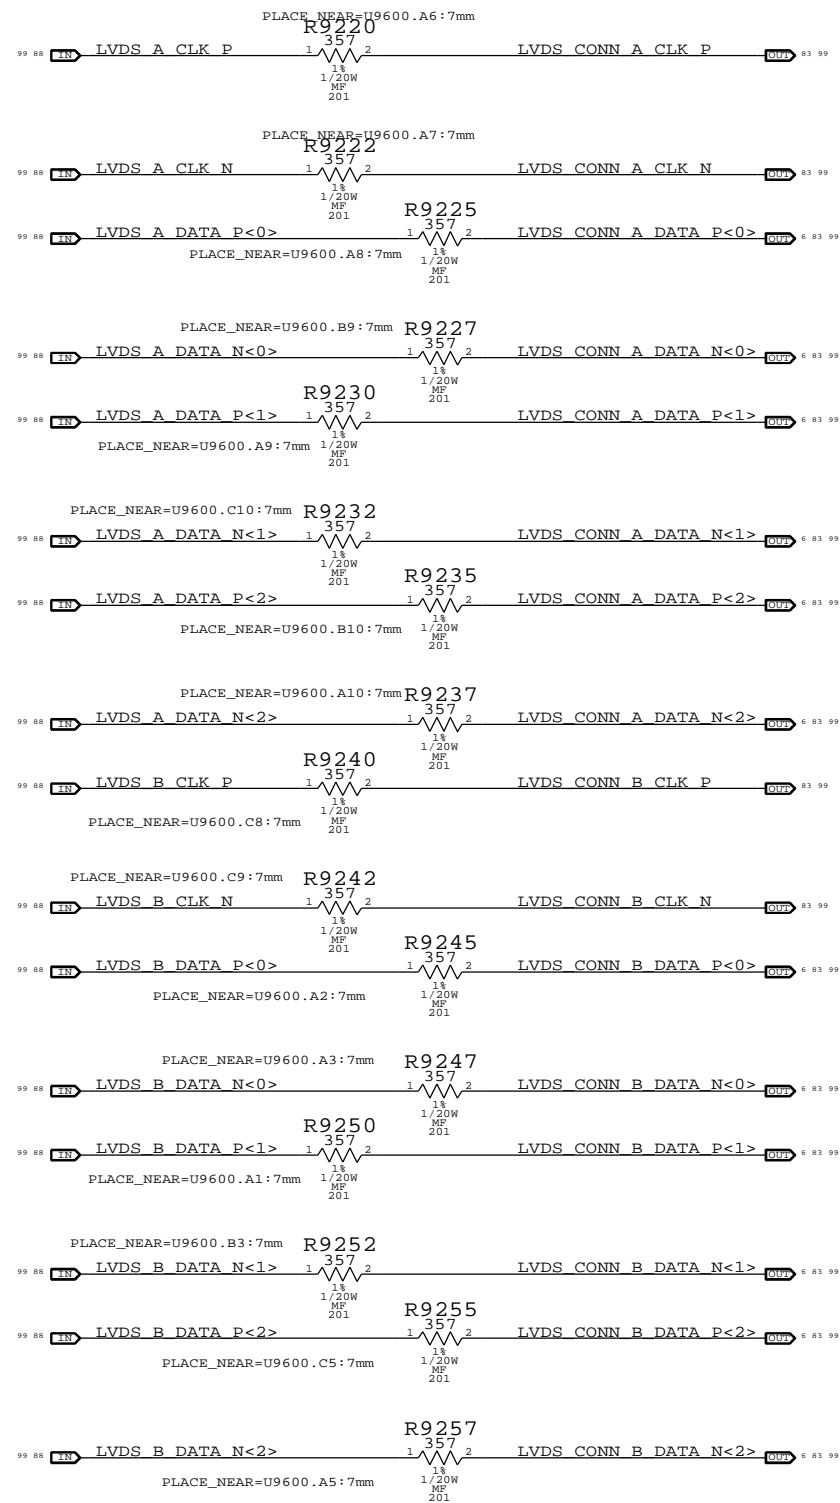 PLACE_NEAR=U9600.A6:7mm
R9220
357
99 88 IN LVDS_A_CLK_P 1 2 LVDS_CONN_A_CLK_P OUT 83 99
1%
1/20W
MF
201
PLACE_NEAR=U9600.A7:7mm
R9222
357
99 88 IN LVDS_A_CLK_N 1 2 LVDS_CONN_A_CLK_N OUT 83 99
1%
1/20W
MF
201
R9225
357
99 88 IN LVDS_A_DATA_P<0> 1 2 LVDS_CONN_A_DATA_P<0> OUT 6 83 99
PLACE_NEAR=U9600.A8:7mm
1%
1/20W
MF
201
PLACE_NEAR=U9600.B9:7mm
R9227
357
99 88 IN LVDS_A_DATA_N<0> 1 2 LVDS_CONN_A_DATA_N<0> OUT 6 83 99
1%
1/20W
MF
201
R9230
357
99 88 IN LVDS_A_DATA_P<1> 1 2 LVDS_CONN_A_DATA_P<1> OUT 6 83 99
1%
PLACE_NEAR=U9600.A9:7mm 1/20W
MF
201
PLACE_NEAR=U9600.C10:7mm R9232
357
99 88 IN LVDS_A_DATA_N<1> 1 2 LVDS_CONN_A_DATA_N<1> OUT 6 83 99
1%
1/20W
MF
201
R9235
357
99 88 IN LVDS_A_DATA_P<2> 1 2 LVDS_CONN_A_DATA_P<2> OUT 6 83 99
1%
PLACE_NEAR=U9600.B10:7mm 1/20W
MF
201
PLACE_NEAR=U9600.A10:7mm R9237
357
99 88 IN LVDS_A_DATA_N<2> 1 2 LVDS_CONN_A_DATA_N<2> OUT 6 83 99
1%
1/20W
MF
201
R9240
357
99 88 IN LVDS_B_CLK_P 1 2 LVDS_CONN_B_CLK_P OUT 83 99
1%
1/20W
PLACE_NEAR=U9600.C8:7mm MF
201
PLACE_NEAR=U9600.C9:7mm R9242
357
99 88 IN LVDS_B_CLK_N 1 2 LVDS_CONN_B_CLK_N OUT 83 99
1%
1/20W
MF
201
R9245
357
99 88 IN LVDS_B_DATA_P<0> 1 2 LVDS_CONN_B_DATA_P<0> OUT 6 83 99
1%
PLACE_NEAR=U9600.A2:7mm 1/20W
MF
201
PLACE_NEAR=U9600.A3:7mm R9247
357
99 88 IN LVDS_B_DATA_N<0> 1 2 LVDS_CONN_B_DATA_N<0> OUT 6 83 99
1%
1/20W
MF
201
R9250
357
99 88 IN LVDS_B_DATA_P<1> 1 2 LVDS_CONN_B_DATA_P<1> OUT 6 83 99
1%
PLACE_NEAR=U9600.A1:7mm 1/20W
MF
201
PLACE_NEAR=U9600.B3:7mm R9252
357
99 88 IN LVDS_B_DATA_N<1> 1 2 LVDS_CONN_B_DATA_N<1> OUT 6 83 99
1%
1/20W
MF
201
R9255
357
99 88 IN LVDS_B_DATA_P<2> 1 2 LVDS_CONN_B_DATA_P<2> OUT 6 83 99
1%
PLACE_NEAR=U9600.C5:7mm 1/20W
MF
201
R9257
357
99 88 IN LVDS_B_DATA_N<2> 1 2 LVDS_CONN_B_DATA_N<2> OUT 6 83 99
1%
PLACE_NEAR=U9600.A5:7mm 1/20W
MF
201